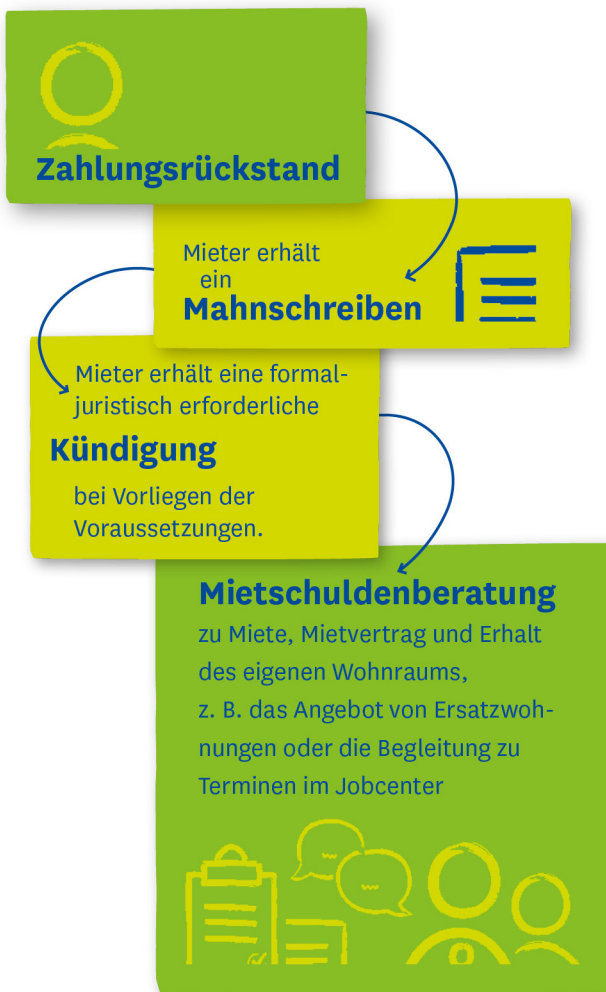 Zahlungsrückstand
Mieter erhält
ein
Mahnschreiben
Mieter erhält eine formal-
juristisch erforderliche
Kündigung
bei Vorliegen der
Voraussetzungen.
Mietschuldenberatung
zu Miete, Mietvertrag und Erhalt
des eigenen Wohnraums,
z. B. das Angebot von Ersatzwoh-
nungen oder die Begleitung zu
Terminen im Jobcenter